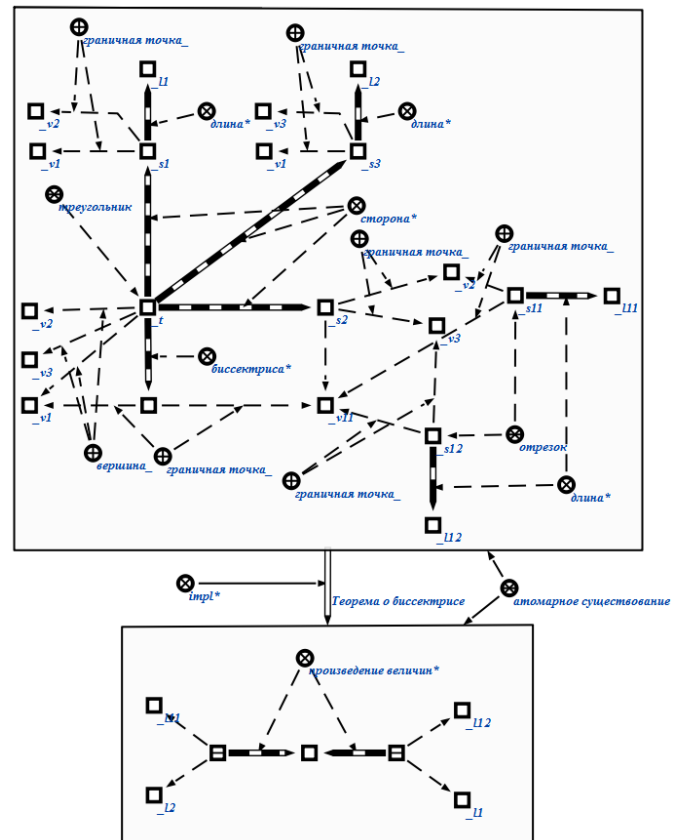 граничная точка_
граничная точка_
_l1
_l2
_v2
длина*
_v3
длина*
_v1
_s1
_v1
_s3
треугольник
сторона*
граничная точка_
граничная точка_
_v2
_s11
_l11
_v2
_t
_s2
_v3
_v3
биссектриса*
_v1
_v11
_s12
отрезок
вершина_
граничная точка_
граничная точка_
длина*
_l12
impl*
Теорема о биссектрисе
атомарное существование
произведение величин*
_l11
_l12
_l2
_l1